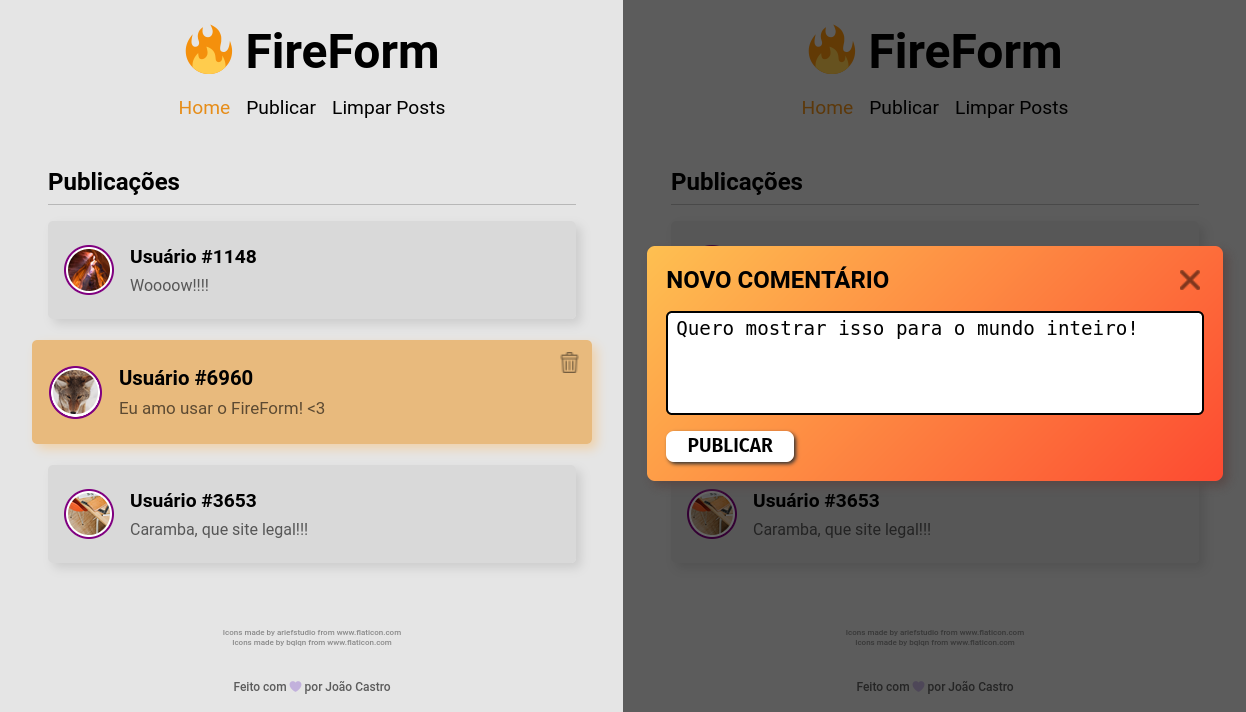 FireForm
Home Publicar Limpar Posts
Publicações
Usuário #1148
Woooow!!!!
Usuário #6960
Eu amo usar o FireForm! <3
Usuário #3653
Caramba, que site legal!!!
Icons made by ariefstudio from www.flaticon.com
Icons made by bqlqn from www.flaticon.com
Feito com 💜 por João Castro
FireForm
Home Publicar Limpar Posts
Publicações
NOVO COMENTÁRIO
Quero mostrar isso para o mundo inteiro!
PUBLICAR
Usuário #3653
Caramba, que site legal!!!
Icons made by ariefstudio from www.flaticon.com
Icons made by bqlqn from www.flaticon.com
Feito com 💜 por João Castro